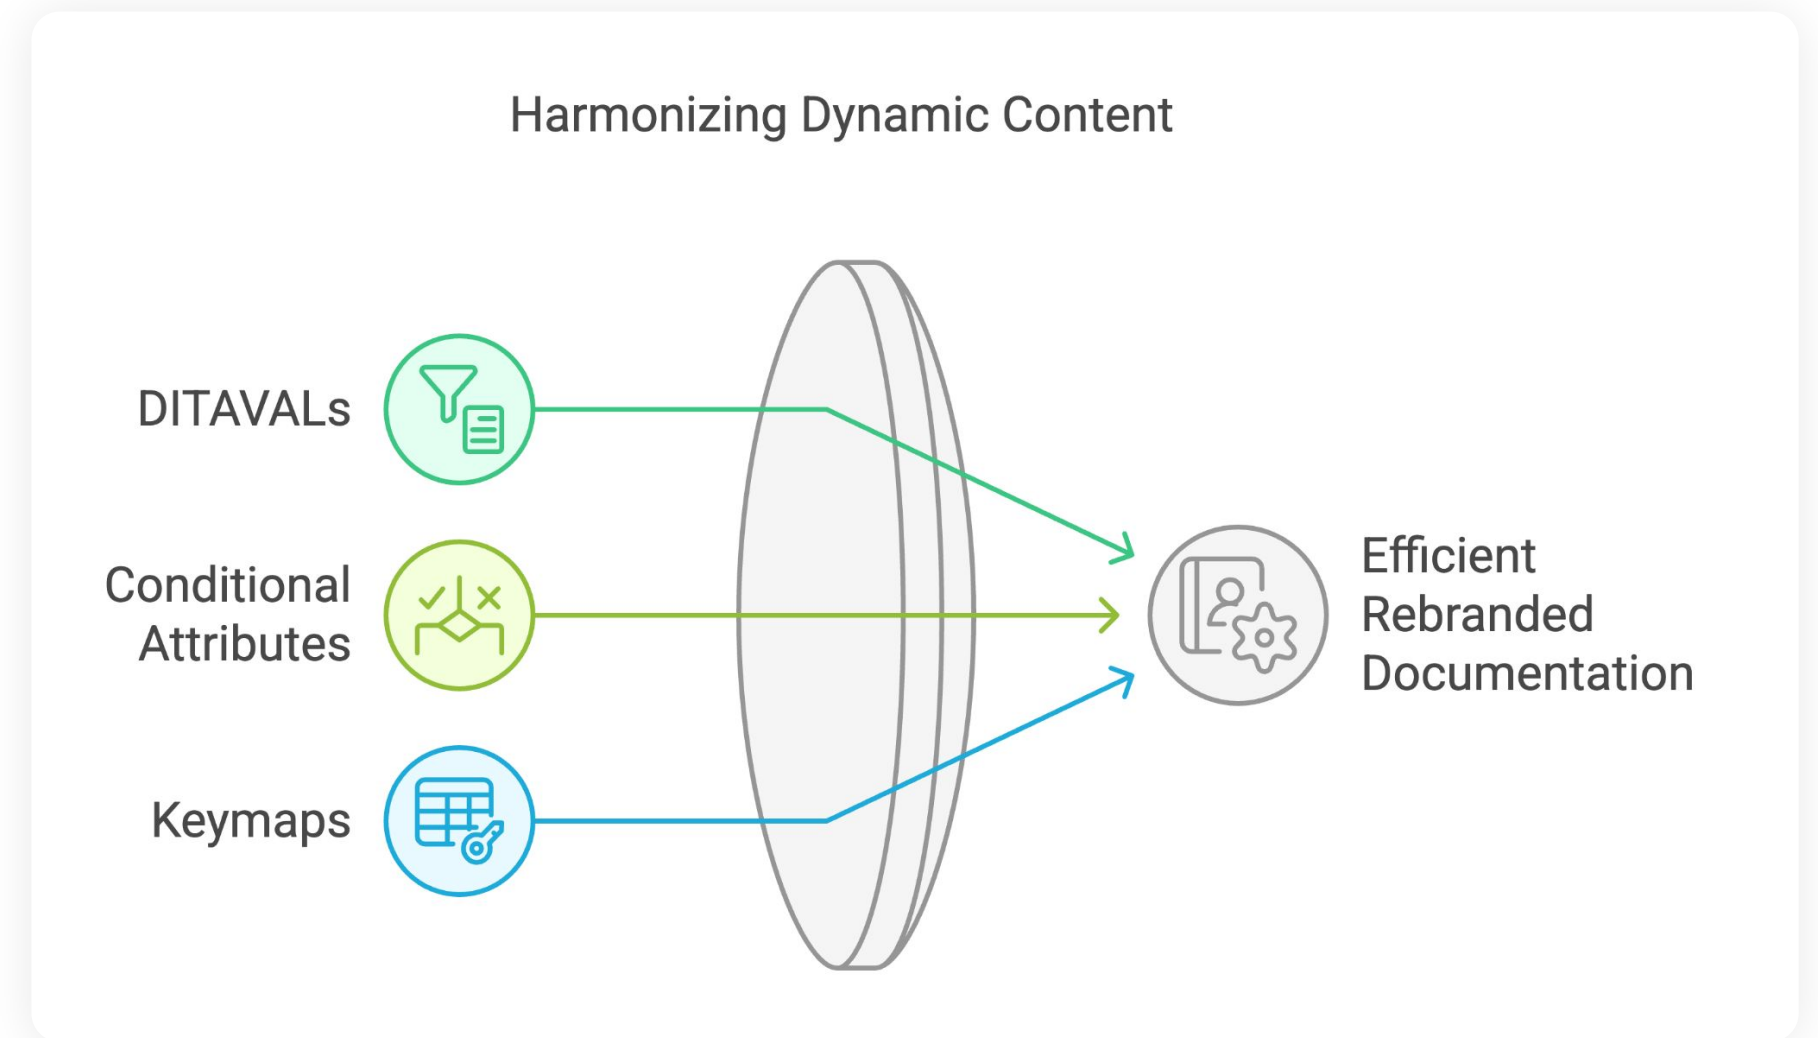 Harmonizing Dynamic Content
DITAVALs
Conditional
Attributes
Keymaps
Efficient
Rebranded
Documentation